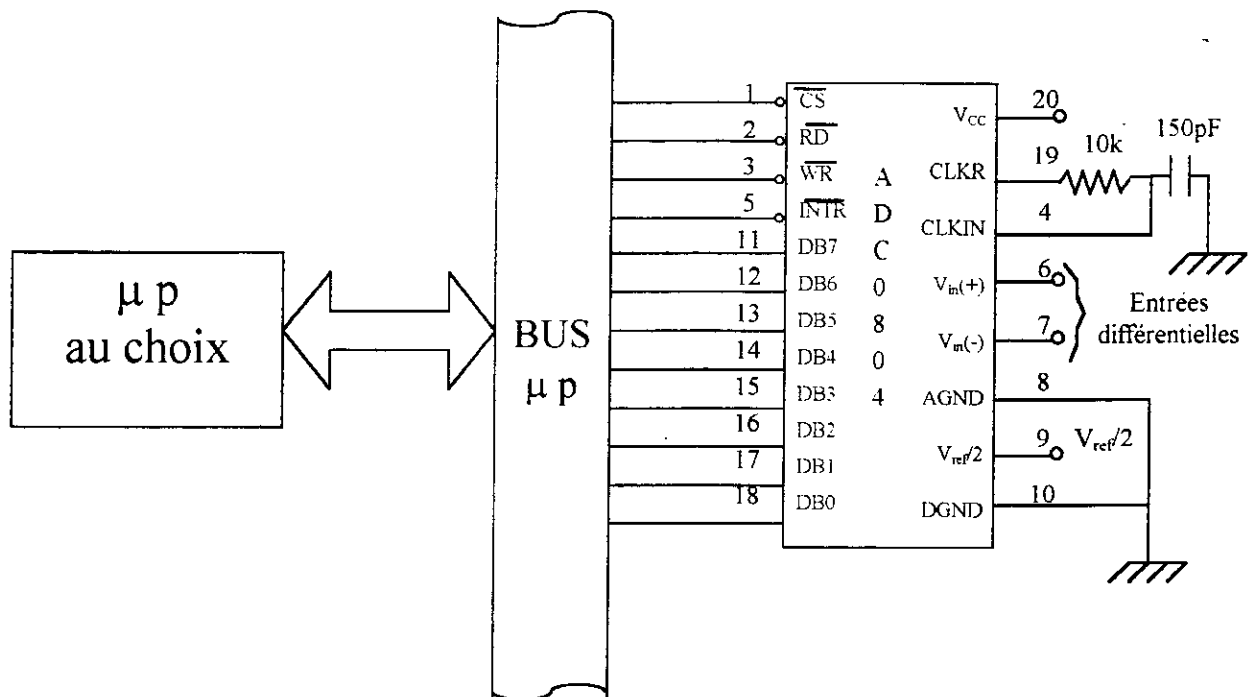 μ p
au choix
BUS
μ p
1
2
3
5
11
12
13
14
15
16
17
18
CS
RD
WR
INTR
DB7
DB6
DB5
DB4
DB3
DB2
DB1
DB0
A
D
C
0
8
0
4
VCC
CLKR
CLKIN
Vin(+)
Vin(-)
AGND
Vref/2
DGND
20
19
4
6
7
8
9
10
10k
150pF
Entrées
différentielles
Vref/2